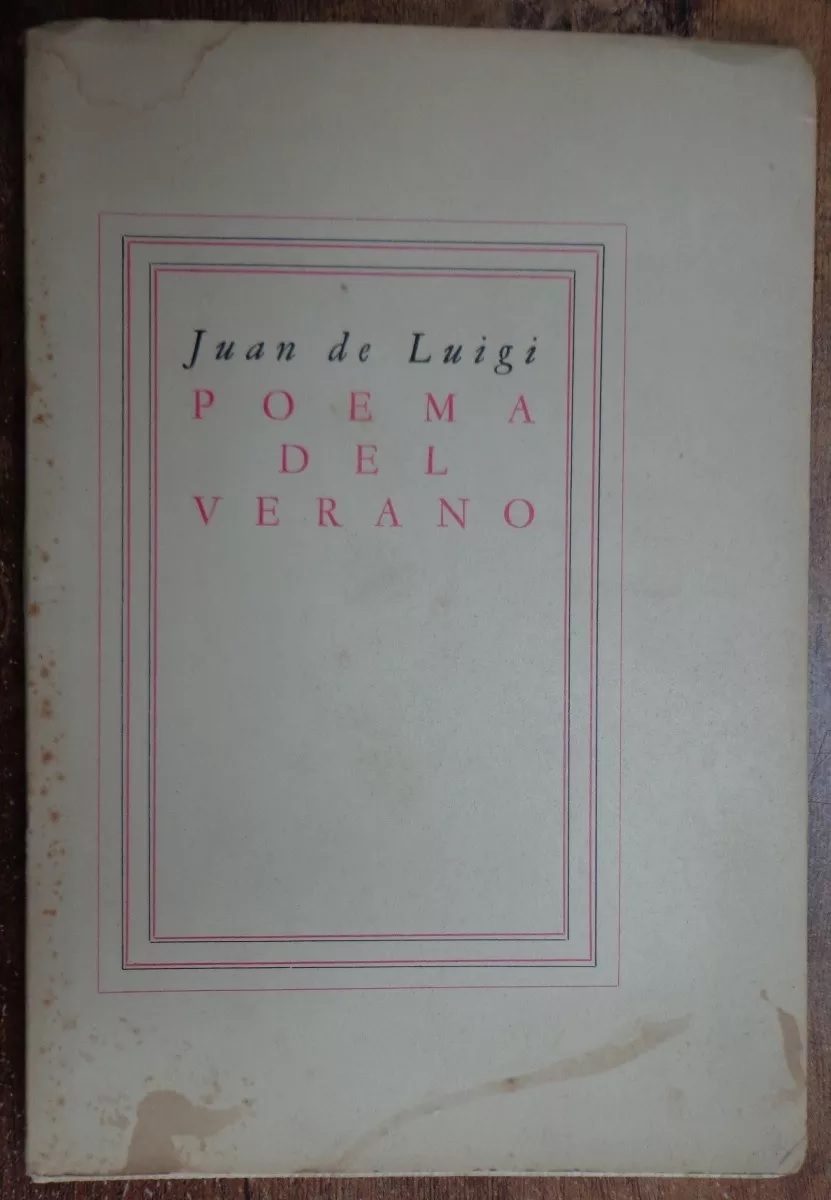 Juan de Luigi
POEMA
DEL
VERANO